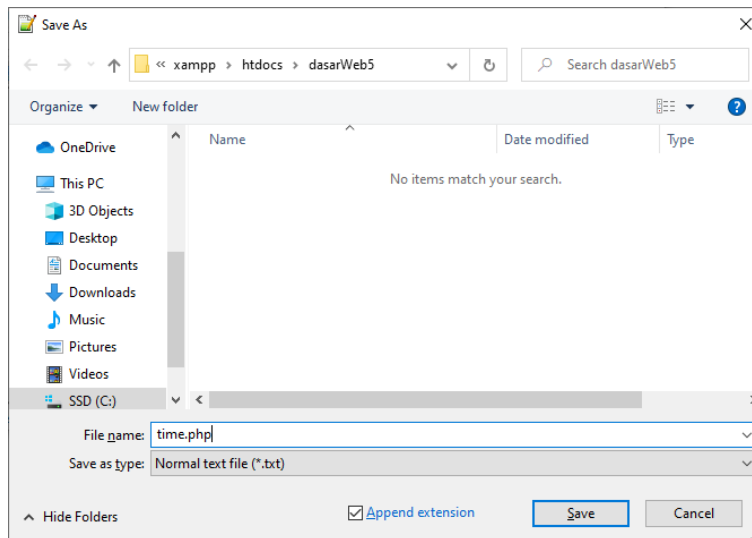 Save As
« xampp › htdocs › dasarWeb5
Search dasarWeb5
Organize
New folder
?
Name
Date modified
Type
OneDrive
This PC
3D Objects
Desktop
Documents
Downloads
Music
Pictures
Videos
SSD (C:)
No items match your search.
File name: time.php
Save as type: Normal text file (*.txt)
Hide Folders
Append extension
Save
Cancel